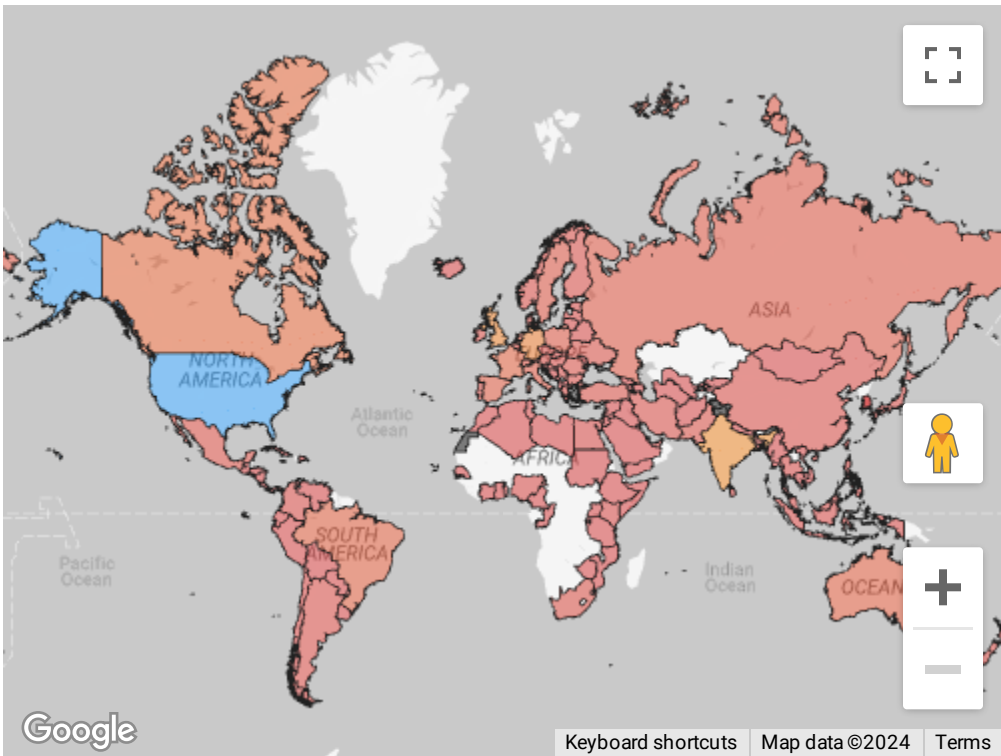 ASIA
NORTH
AMERICA
Atlantic
Ocean
AFRICA
SOUTH
AMERICA
Pacific
Ocean
Indian
Ocean
OCEAN
Google
Keyboard shortcuts
Map data ©2024
Terms